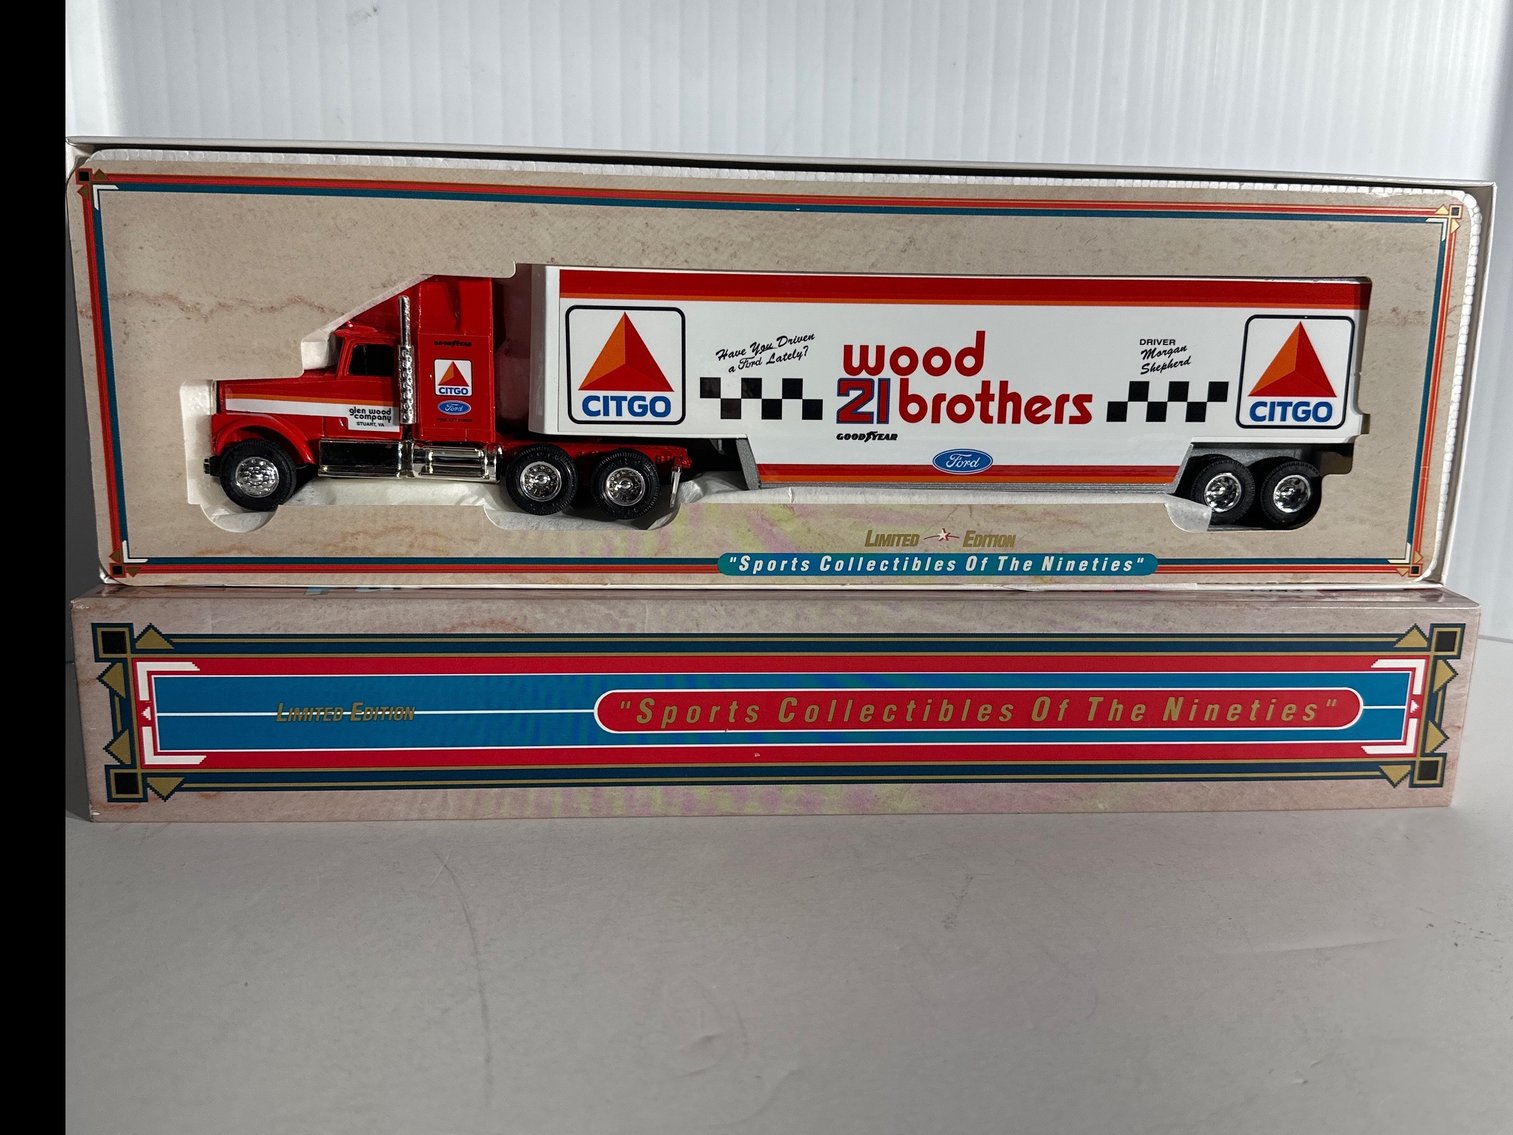 GOODYEAR
CITGO
Ford
glen wood
company
STUART, VA
CITGO
Have You Driven
a Ford Lately?
wood
21 brothers
GOODYEAR
Ford
DRIVER
Morgan
Shepherd
CITGO
LIMITED EDITION
"Sports Collectibles Of The Nineties"
LIMITED EDITION
"Sports Collectibles Of The Nineties"